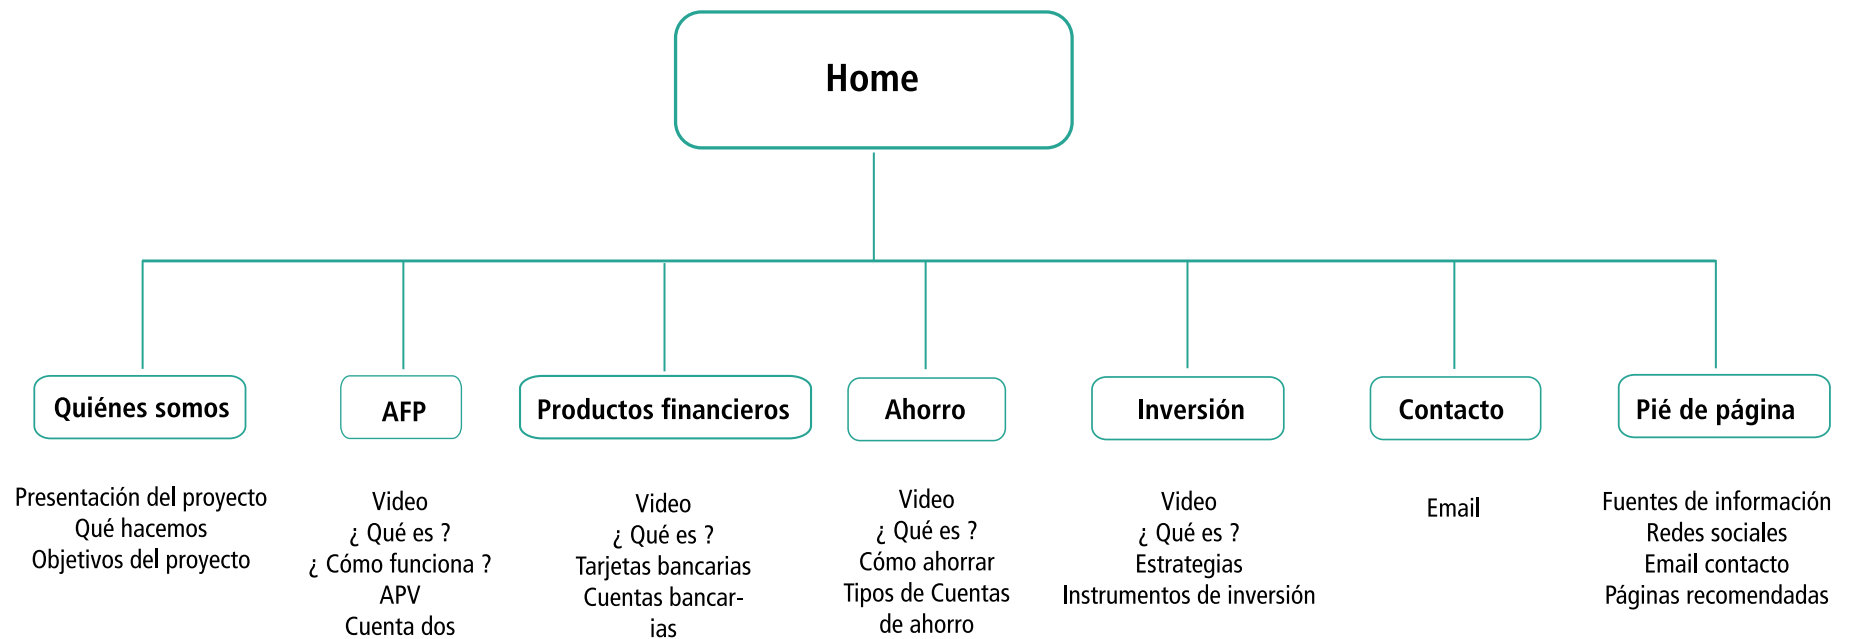 Home
Quiénes somos
Presentación del proyecto
Qué hacemos
Objetivos del proyecto
AFP
Video
¿ Qué es ?
¿ Cómo funciona ?
APV
Cuenta dos
Productos financieros
Video
¿ Qué es ?
Tarjetas bancarias
Cuentas bancar-
ias
Ahorro
Video
¿ Qué es ?
Cómo ahorrar
Tipos de Cuentas
de ahorro
Inversión
Video
¿ Qué es ?
Estrategias
Instrumentos de inversión
Contacto
Email
Pié de página
Fuentes de información
Redes sociales
Email contacto
Páginas recomendadas